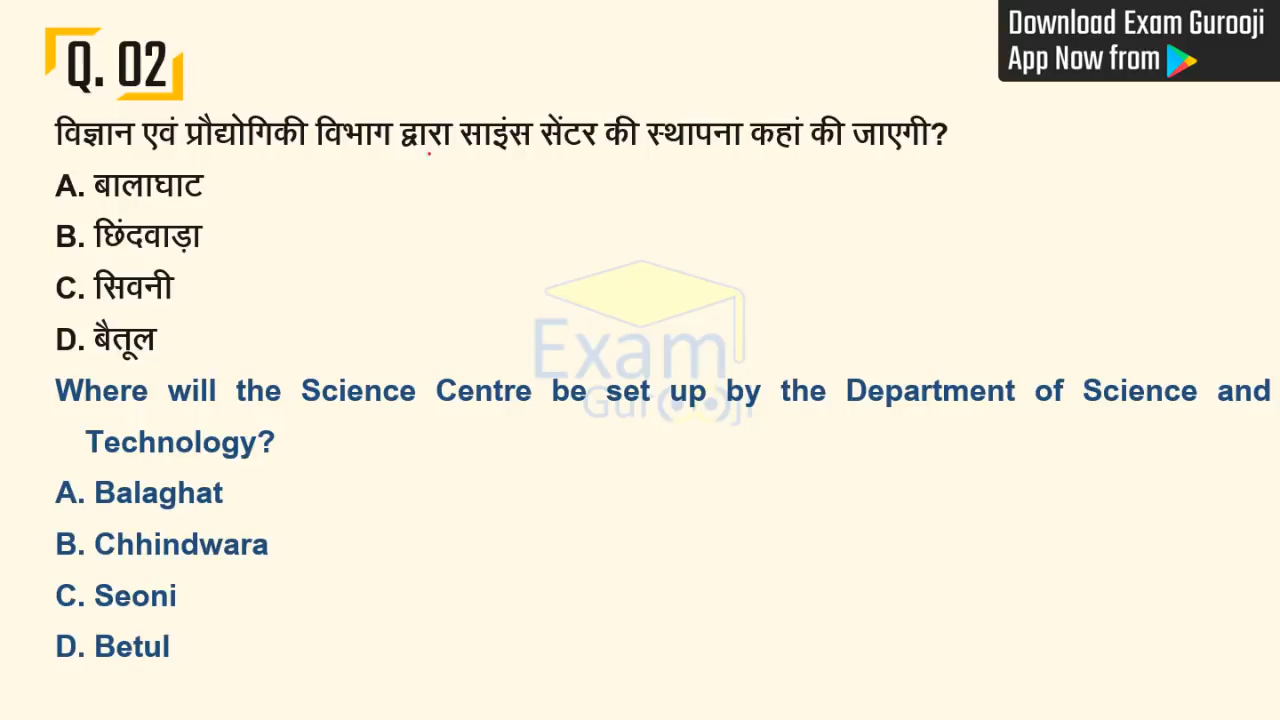 Download Exam Gurooji
App Now from
Q. 02
विज्ञान एवं प्रौद्योगिकी विभाग द्वारा साइंस सेंटर की स्थापना कहां की जाएगी?
A. बालाघाट
B. छिंदवाड़ा
C. सिवनी
D. बैतूल
Where will the Science Centre be set up by the Department of Science and
Technology?
A. Balaghat
B. Chhindwara
C. Seoni
D. Betul
Exam
Gurooji